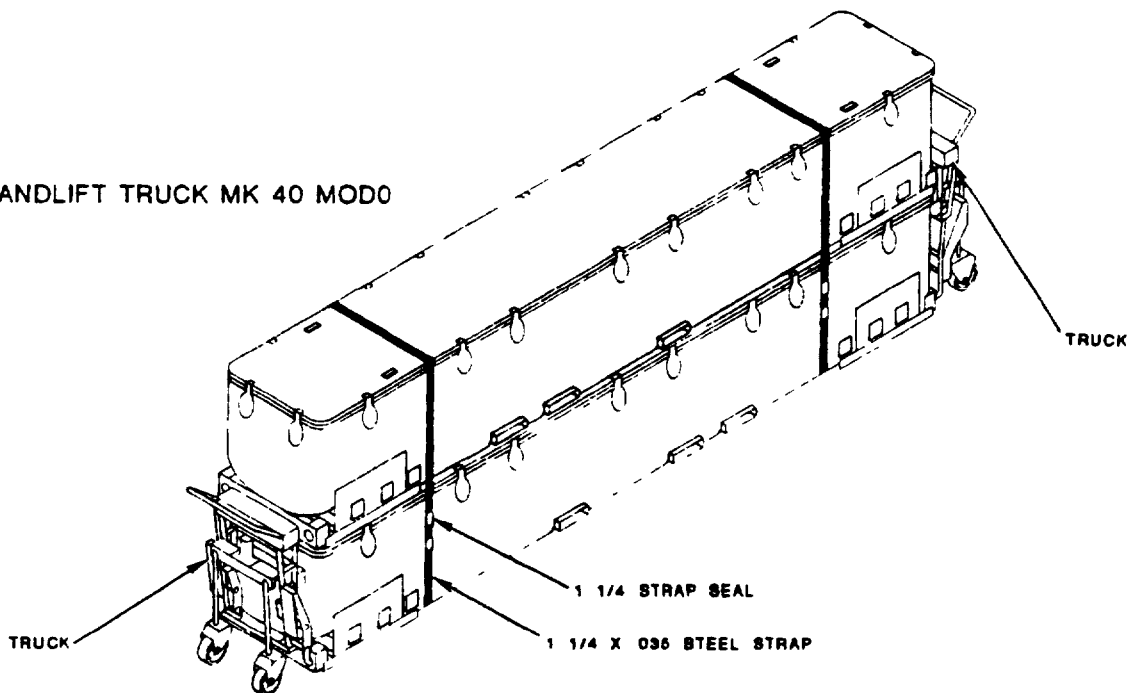 ANDLIFT TRUCK MK 40 MOD0
TRUCK
1 1/4 STRAP SEAL
1 1/4 X 035 STEEL STRAP
TRUCK